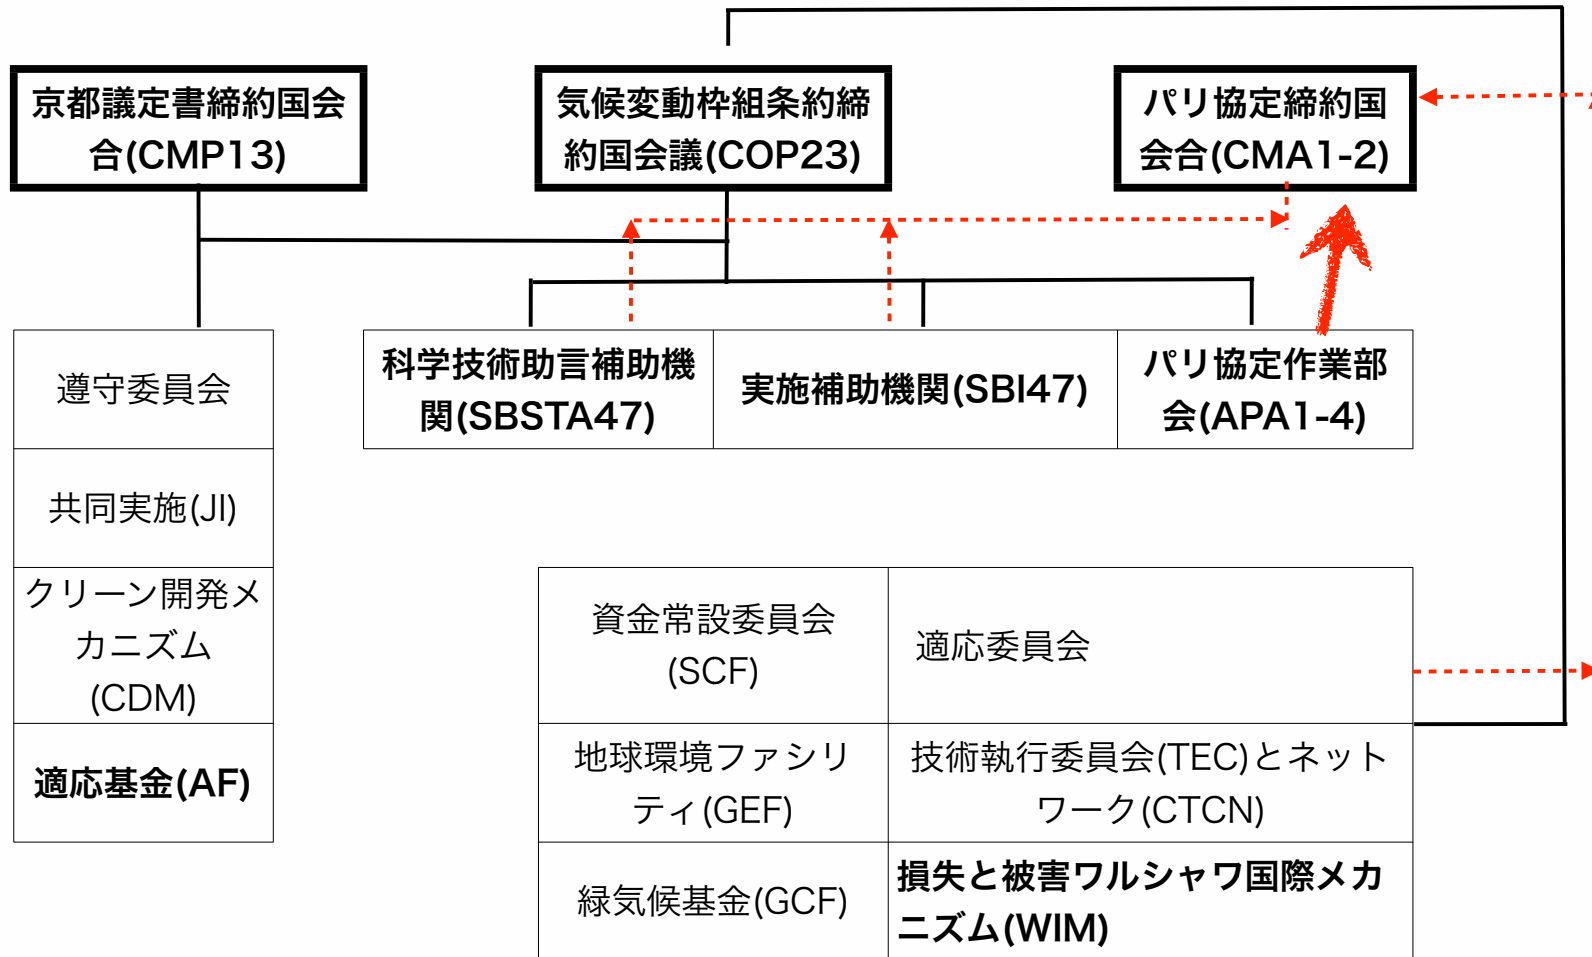 京都議定書締約国会
合(CMP13)
気候変動枠組条約締
約国会議(COP23)
パリ協定締約国
会合(CMA1-2)
遵守委員会
共同実施(JI)
クリーン開発メ
カニズム
(CDM)
適応基金(AF)
科学技術助言補助機
関(SBSTA47)
実施補助機関(SBI47)
パリ協定作業部
会(APA1-4)
資金常設委員会
(SCF)
適応委員会
地球環境ファシリ
ティ(GEF)
技術執行委員会(TEC)とネット
ワーク(CTCN)
緑気候基金(GCF)
損失と被害ワルシャワ国際メカ
ニズム(WIM)